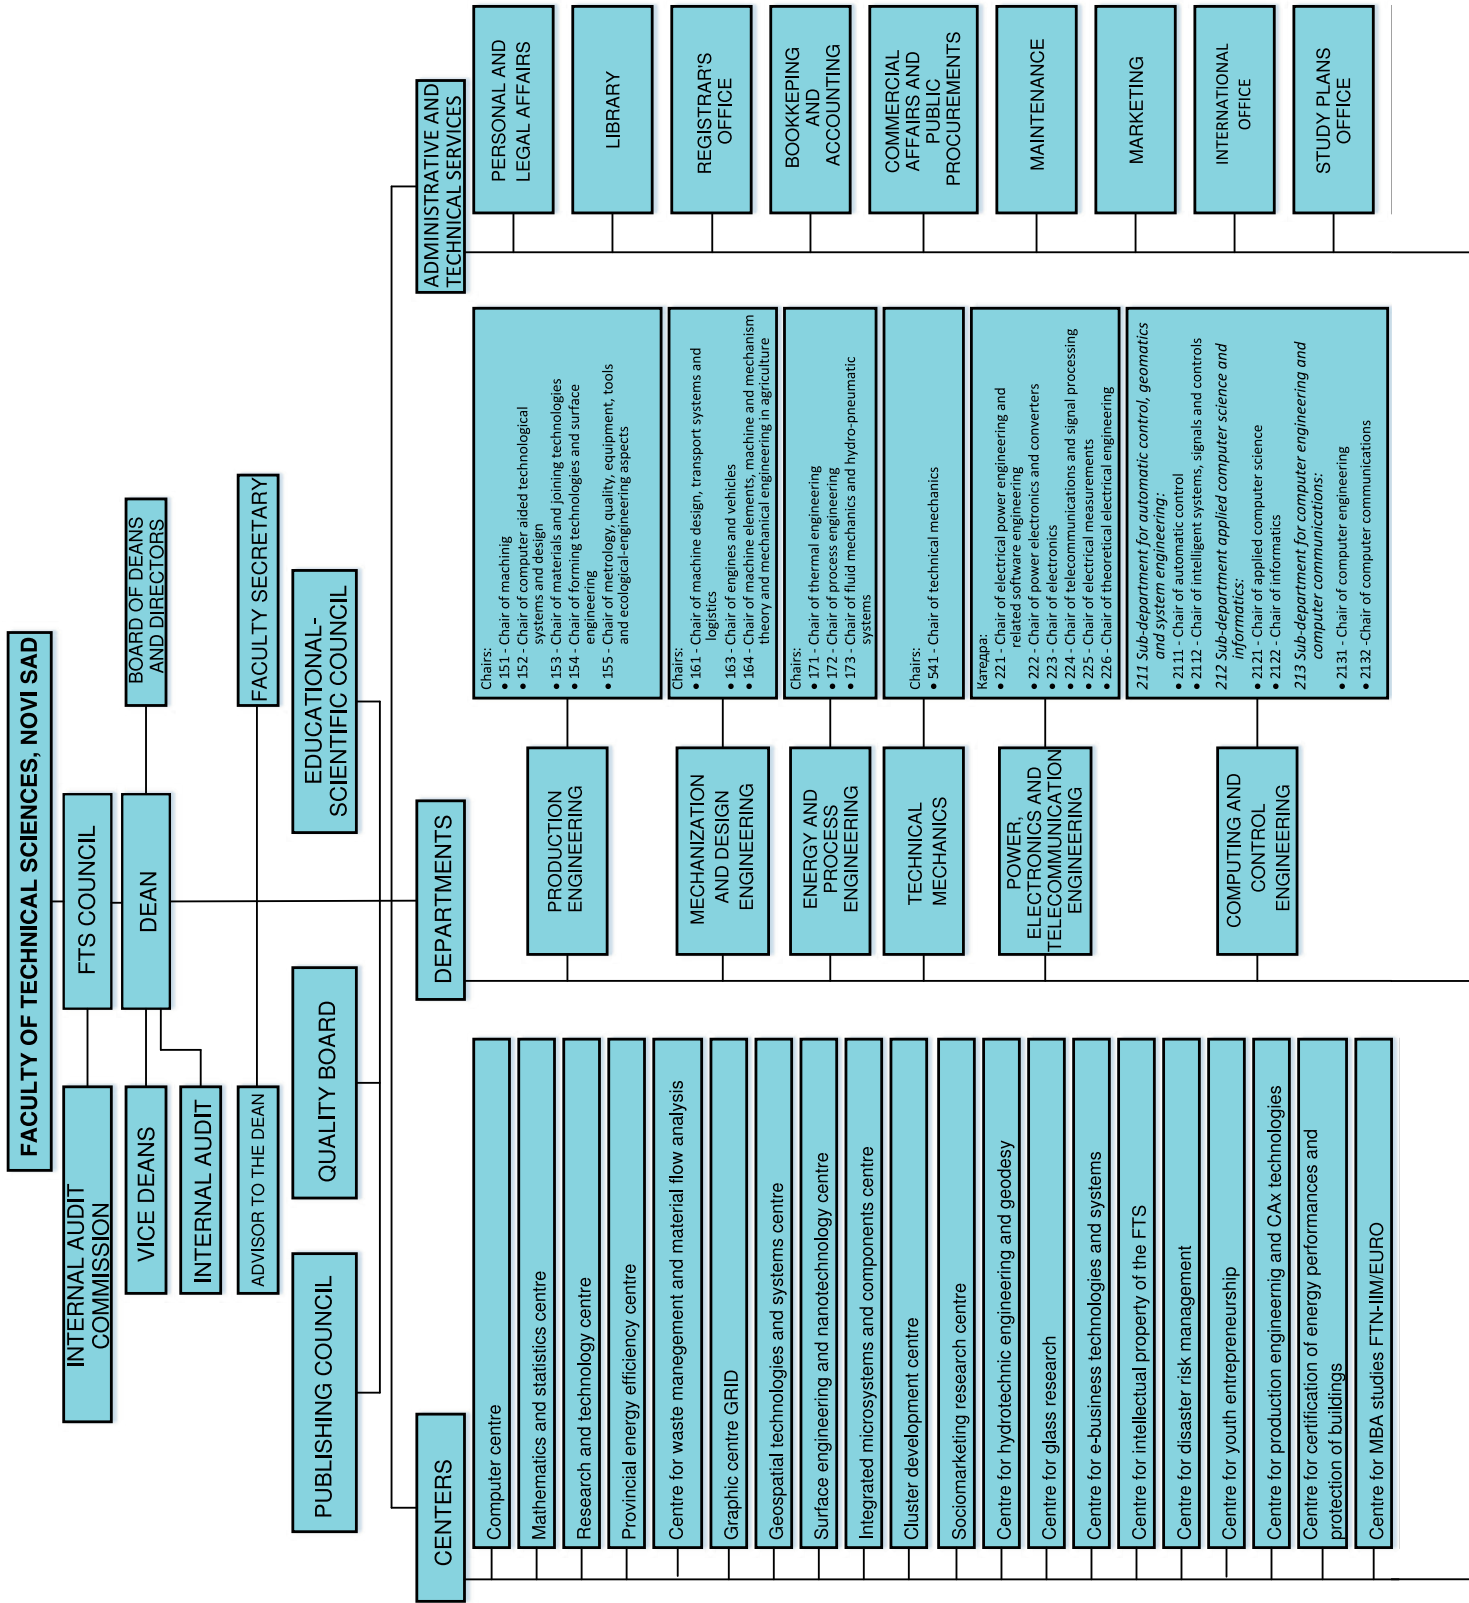 FACULTY OF TECHNICAL SCIENCES, NOVI SAD
INTERNAL AUDIT
COMMISSION
FTS COUNCIL
VICE DEANS
DEAN
BOARD OF DEANS
AND DIRECTORS
INTERNAL AUDIT
ADVISOR TO THE DEAN
FACULTY SECRETARY
PUBLISHING COUNCIL
QUALITY BOARD
EDUCATIONAL-
SCIENTIFIC COUNCIL
CENTERS
Computer centre
Mathematics and statistics centre
Research and technology centre
Provincial energy efficiency centre
Centre for waste manegement and material flow analysis
Graphic centre GRID
Geospatial technologies and systems centre
Surface engineering and nanotechnology centre
Integrated microsystems and components centre
Cluster development centre
Sociomarketing research centre
Centre for hydrotechnic engineering and geodesy
Centre for glass research
Centre for e-business technologies and systems
Centre for intellectual property of the FTS
Centre for disaster risk management
Centre for youth entrepreneurship
Centre for production engineernig and CAx technologies
Centre for certification of energy performances and
protection of buildings
Centre for MBA studies FTN-IIM/EURO
DEPARTMENTS
PRODUCTION
ENGINEERING
Chairs:
• 151 - Chair of machinig
• 152 - Chair of computer aided technological
systems and design
• 153 - Chair of materials and joining technologies
• 154 - Chair of forming technologies and surface
engineering
• 155 - Chair of metrology, quality, equipment, tools
and ecological-engineering aspects
MECHANIZATION
AND DESIGN
ENGINEERING
Chairs:
• 161 - Chair of machine design, transport systems and
logistics
• 163 - Chair of engines and vehicles
• 164 - Chair of machine elements, machine and mechanism
theory and mechanical engineering in agriculture
ENERGY AND
PROCESS
ENGINEERING
Chairs:
• 171 - Chair of thermal engineering
• 172 - Chair of process engineering
• 173 - Chair of fluid mechanics and hydro-pneumatic
systems
TECHNICAL
MECHANICS
Chairs:
• 541 - Chair of technical mechanics
POWER,
ELECTRONICS AND
TELECOMMUNICATION
ENGINEERING
Катедра:
• 221 - Chair of electrical power engineering and
related software engineering
• 222 - Chair of power electronics and converters
• 223 - Chair of electronics
• 224 - Chair of telecommunications and signal processing
• 225 - Chair of electrical measurements
• 226 - Chair of theoretical electrical engineering
COMPUTING AND
CONTROL
ENGINEERING
211 Sub-department for automatic control, geomatics
and system engineering:
• 2111 - Chair of automatic control
• 2112 - Chair of intelligent systems, signals and controls
212 Sub-department applied computer science and
informatics:
• 2121 - Chair of applied computer science
• 2122 - Chair of informatics
213 Sub-department for computer engineering and
computer communications:
• 2131 - Chair of computer engineering
• 2132 -Chair of computer communications
ADMINISTRATIVE AND
TECHNICAL SERVICES
PERSONAL AND
LEGAL AFFAIRS
LIBRARY
REGISTRAR'S
OFFICE
BOOKKEPING
AND
ACCOUNTING
COMMERCIAL
AFFAIRS AND
PUBLIC
PROCUREMENTS
MAINTENANCE
MARKETING
INTERNATIONAL
OFFICE
STUDY PLANS
OFFICE